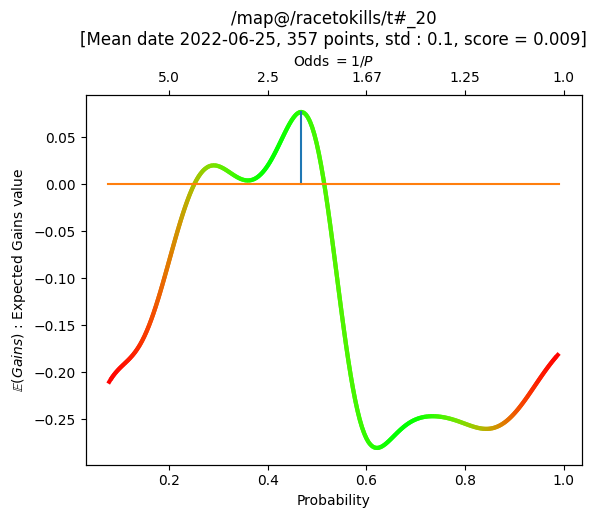 /map@/racetokills/t#_20
[Mean date 2022-06-25, 357 points, std : 0.1, score = 0.009]
Odds = 1/P
5.0 2.5 1.67 1.25 1.0
0.05
0.00
−0.05
−0.10
−0.15
−0.20
−0.25
𝔼(Gains) : Expected Gains value
0.2 0.4 0.6 0.8 1.0
Probability